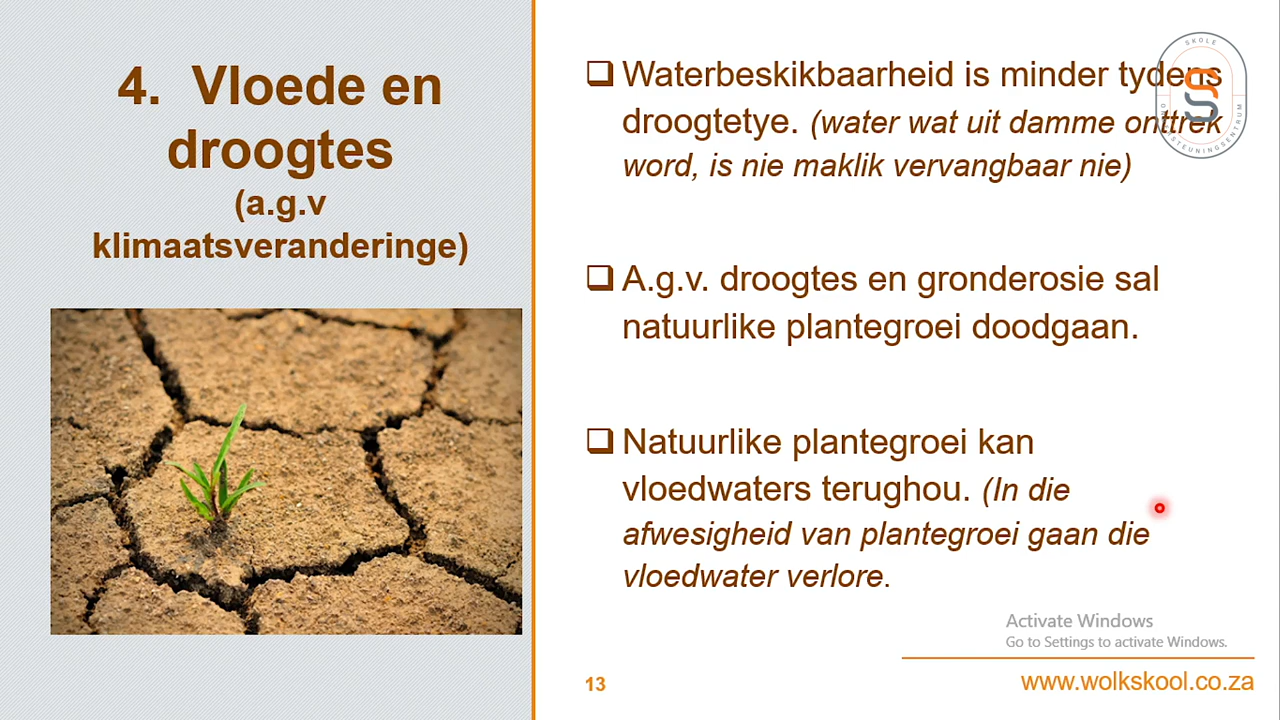 4. Vloede en
droogtes
(a.g.v
klimaatsveranderinge)
❑ Waterbeskikbaarheid is minder tydens
droogtetye. (water wat uit damme onttrek
word, is nie maklik vervangbaar nie)
❑ A.g.v. droogtes en gronderosie sal
natuurlike plantegroei doodgaan.
❑ Natuurlike plantegroei kan
vloedwaters terughou. (In die
afwesigheid van plantegroei gaan die
vloedwater verlore.
SKOLE
ONDERSTEUNINGSENTRUM
Activate Windows
Go to Settings to activate Windows.
13
www.wolkskool.co.za